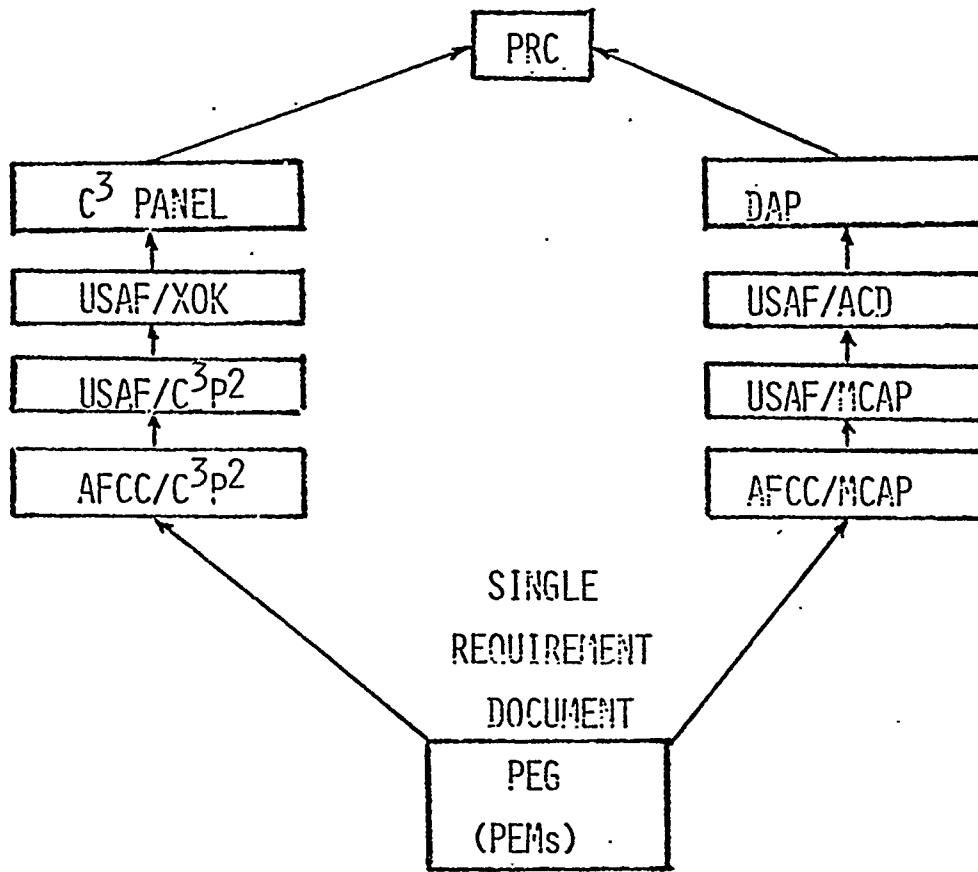 PRC
C³ PANEL
DAP
USAF/XOK
USAF/ACD
USAF/C³P²
USAF/MCAP
AFCC/C³P²
AFCC/MCAP
SINGLE
REQUIREMENT
DOCUMENT
PEG
(PEMs)